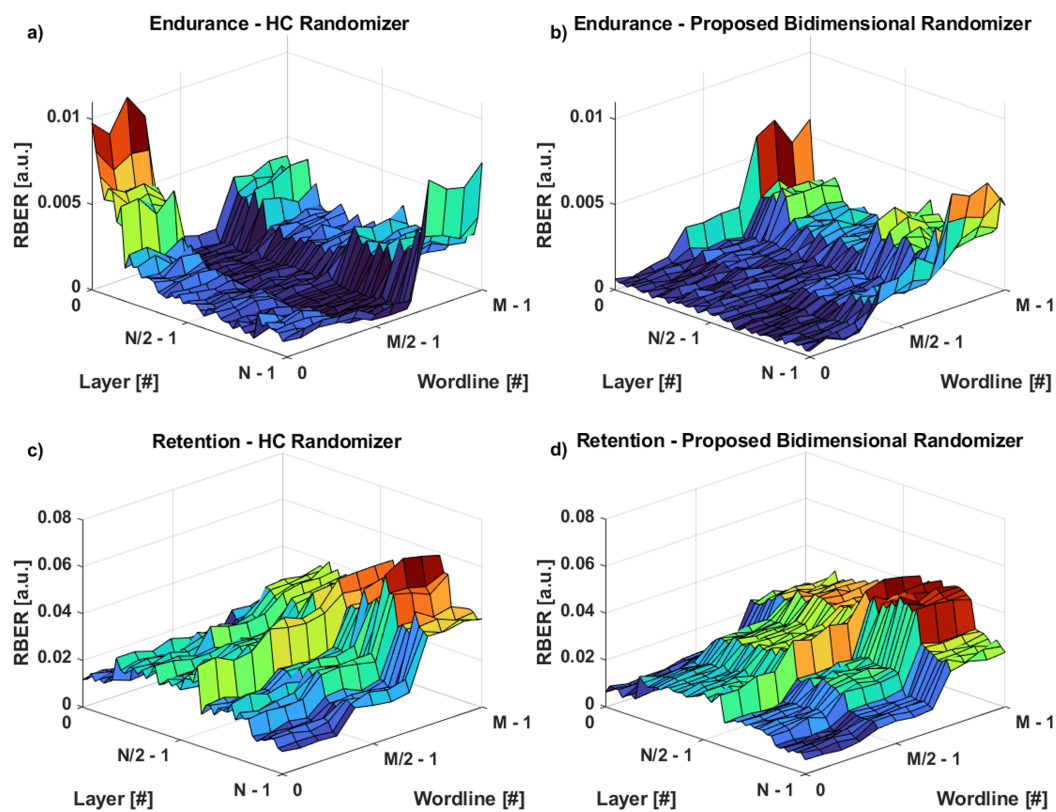 a)
Endurance - HC Randomizer
RBER [a.u.]
0.01
0.005
0
0
N/2 - 1
N - 1
Layer [#]
0
M/2 - 1
M - 1
Wordline [#]
b)
Endurance - Proposed Bidimensional Randomizer
RBER [a.u.]
0.01
0.005
0
0
N/2 - 1
N - 1
Layer [#]
0
M/2 - 1
M - 1
Wordline [#]
c)
Retention - HC Randomizer
RBER [a.u.]
0.08
0.06
0.04
0.02
0
0
N/2 - 1
N - 1
Layer [#]
0
M/2 - 1
M - 1
Wordline [#]
d)
Retention - Proposed Bidimensional Randomizer
RBER [a.u.]
0.08
0.06
0.04
0.02
0
0
N/2 - 1
N - 1
Layer [#]
0
M/2 - 1
M - 1
Wordline [#]